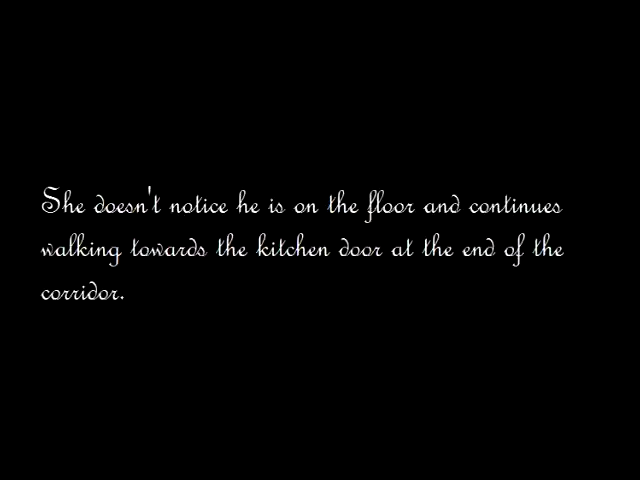 She doesn't notice he is on the floor and continues
walking towards the kitchen door at the end of the
corridor.